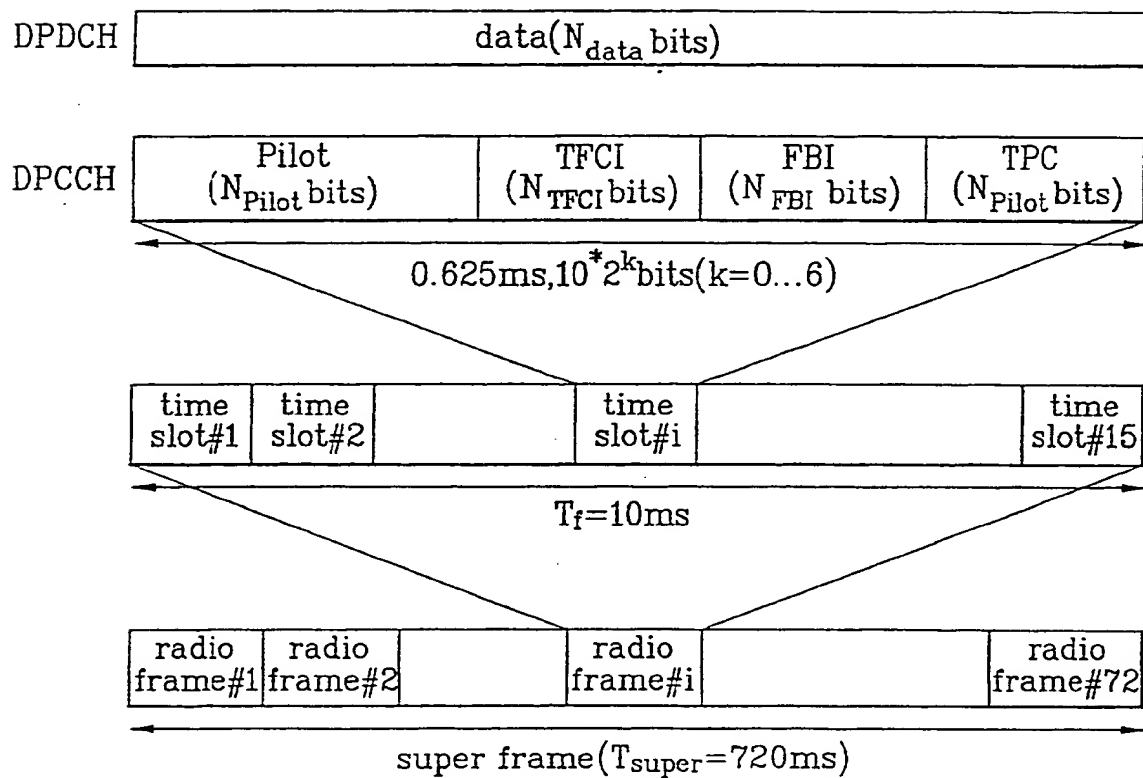 DPDCH data(N_data bits)
DPCCH
Pilot TFCI FBI TPC
(N_Pilot bits) (N_TFCI bits) (N_FBI bits) (N_Pilot bits)
0.625ms,10*2^k bits(k=0...6)
time time time time
slot#1 slot#2 slot#i slot#15
T_f=10ms
radio radio radio radio
frame#1 frame#2 frame#i frame#72
super frame(T_super=720ms)